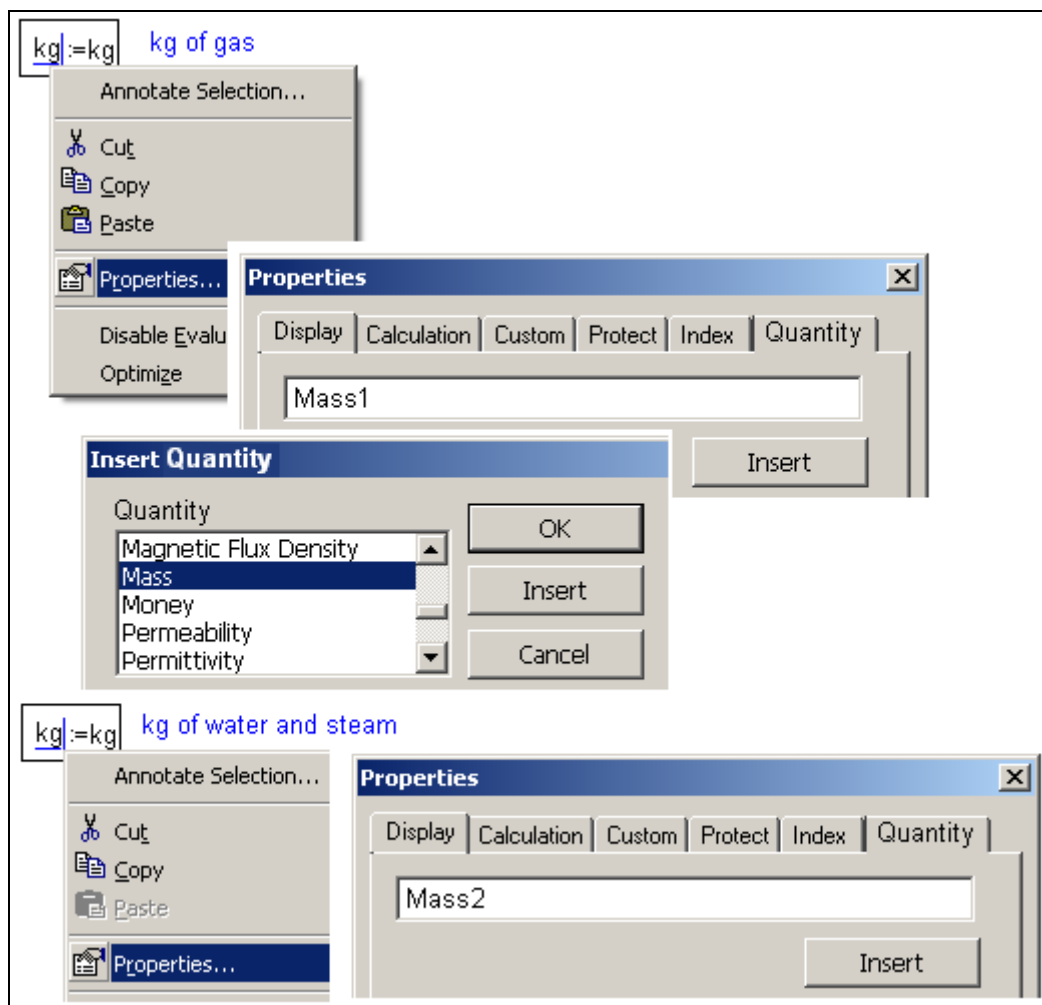 kg:=kg kg of gas
Annotate Selection...
Cut
Copy
Paste
Properties...
Disable Evalu
Optimize
Properties
Display Calculation Custom Protect Index Quantity
Mass1
Insert
Insert Quantity
Quantity
Magnetic Flux Density
Mass
Money
Permeability
Permittivity
OK
Insert
Cancel
kg:=kg kg of water and steam
Annotate Selection...
Cut
Copy
Paste
Properties...
Properties
Display Calculation Custom Protect Index Quantity
Mass2
Insert